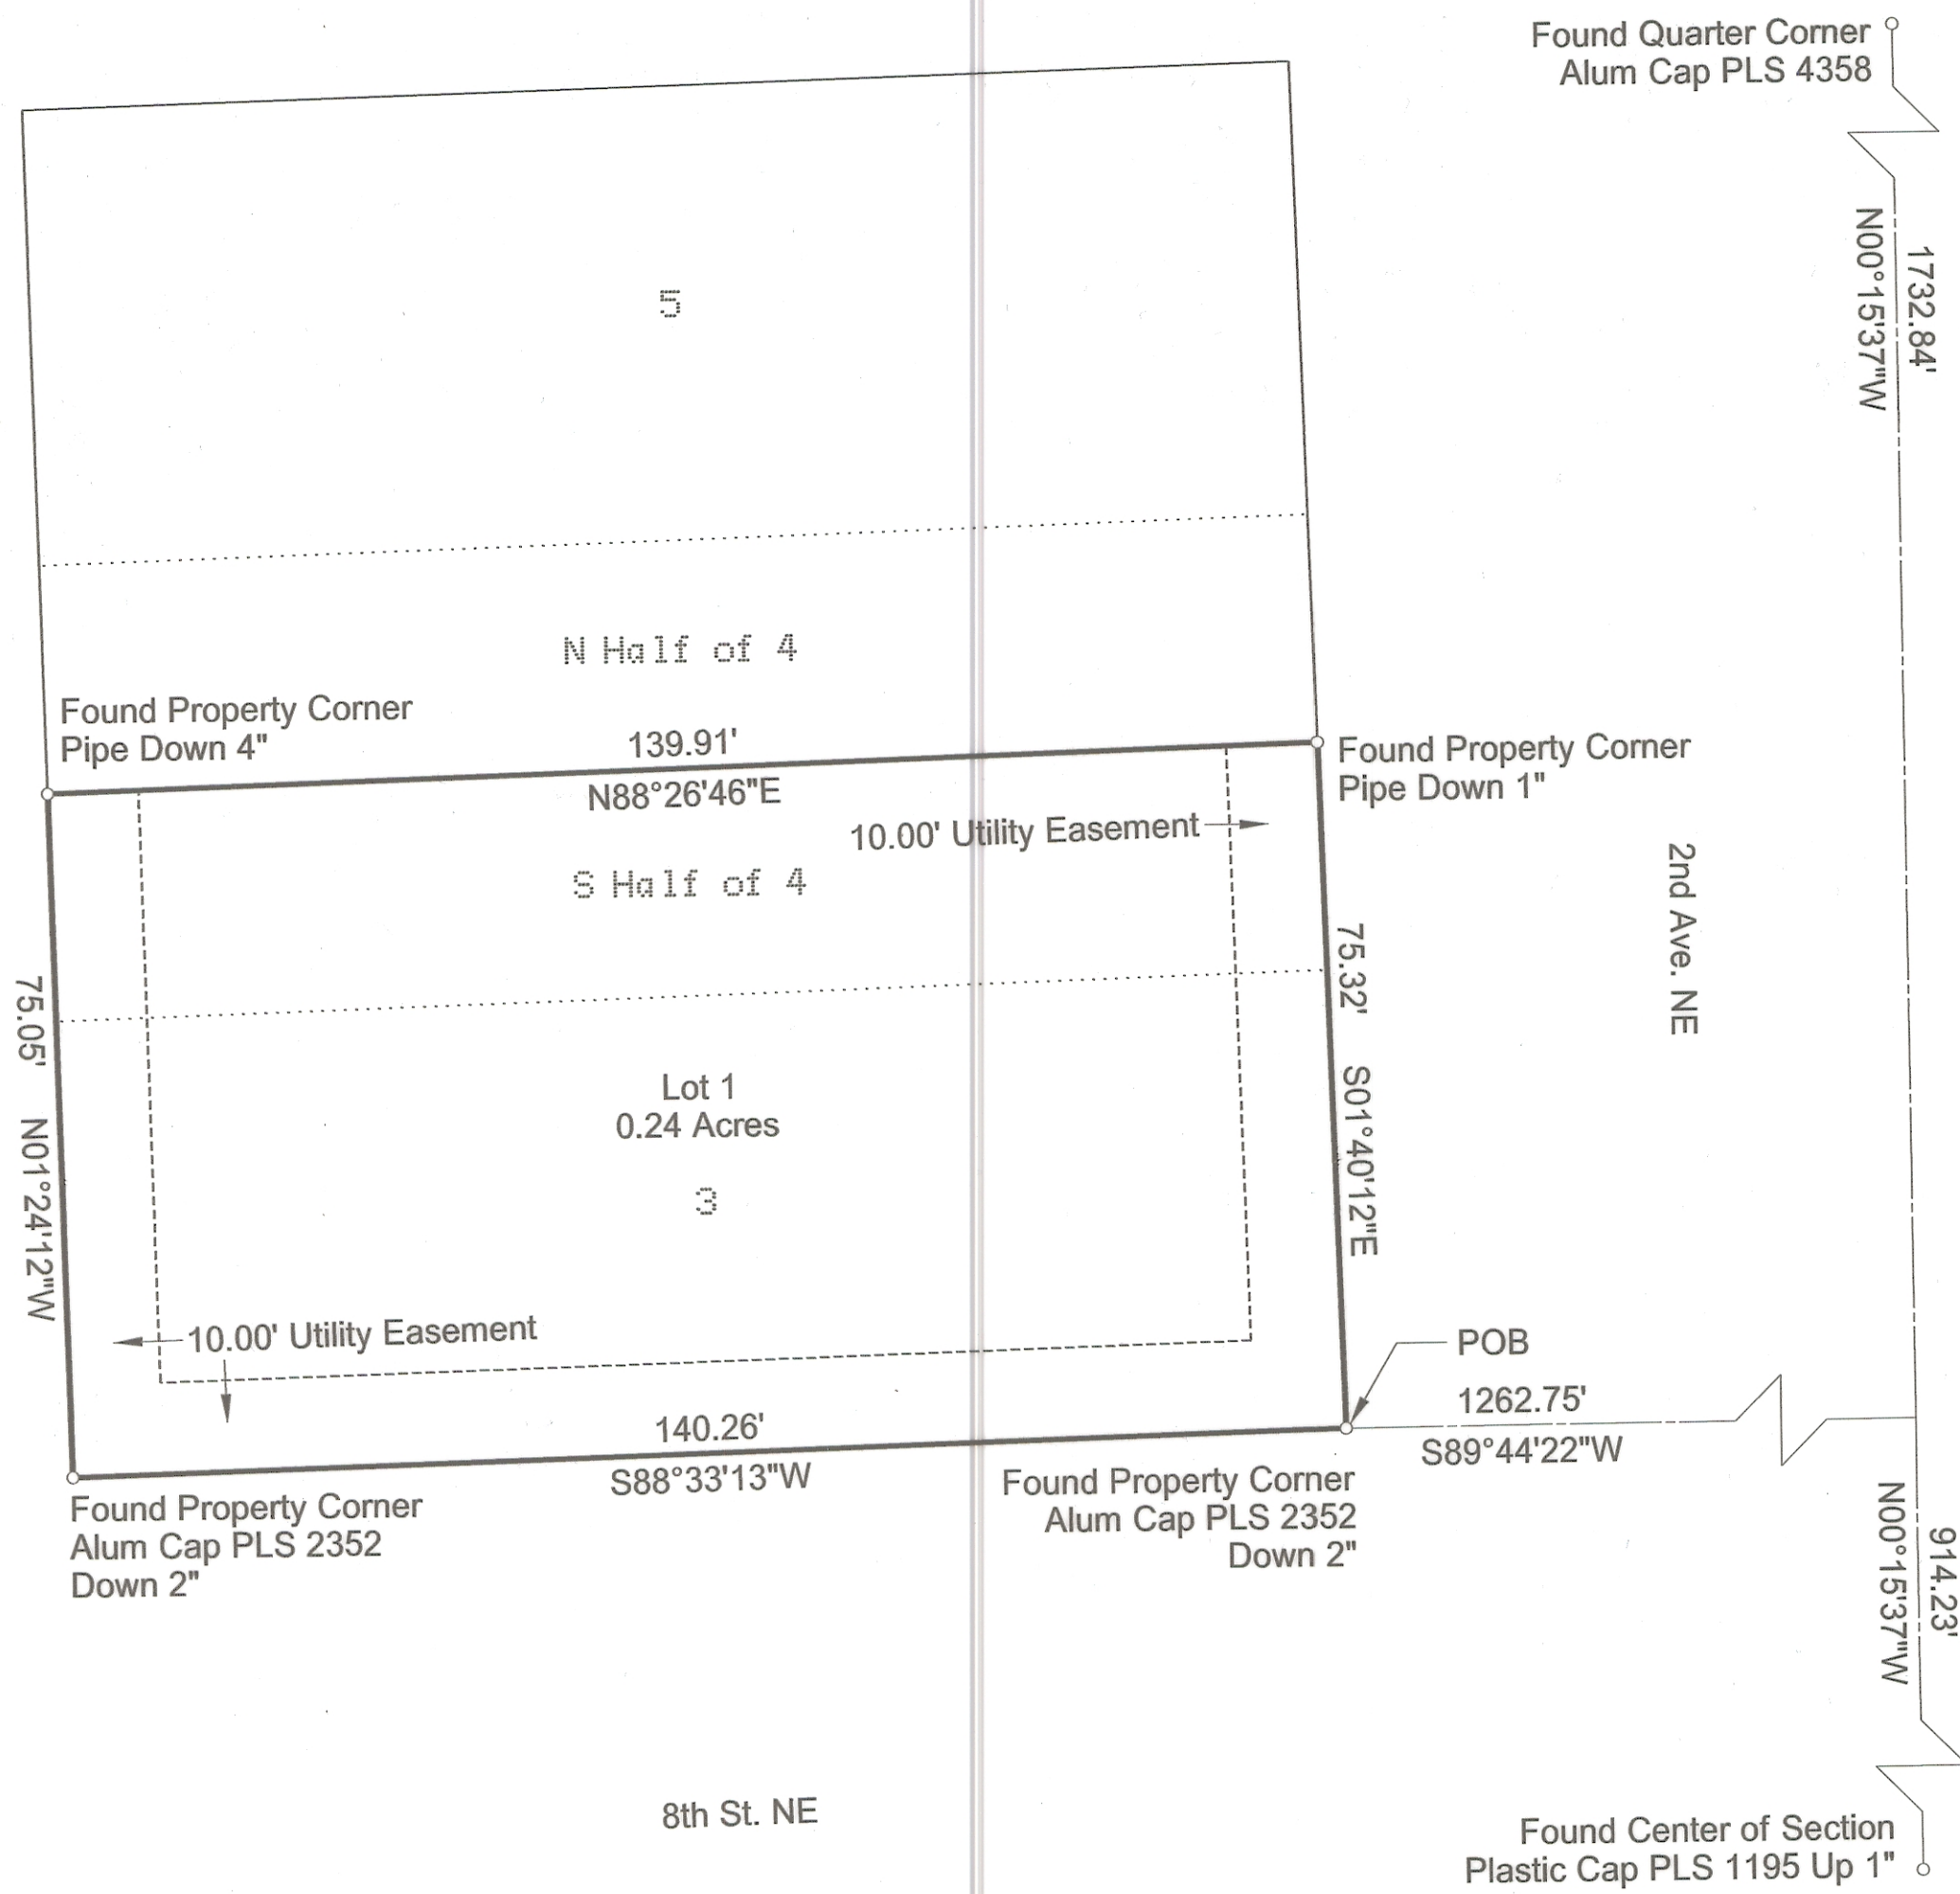 Found Quarter Corner
Alum Cap PLS 4358
1732.84'
N00°15'37"W
5
N Half of 4
Found Property Corner
Pipe Down 4"
139.91'
N88°26'46"E
Found Property Corner
Pipe Down 1"
10.00' Utility Easement
S Half of 4
2nd Ave. NE
75.05' N01°24'12"W
75.32' S01°40'12"E
Lot 1
0.24 Acres
3
10.00' Utility Easement
POB
1262.75'
S89°44'22"W
140.26'
S88°33'13"W
Found Property Corner
Alum Cap PLS 2352
Down 2"
Found Property Corner
Alum Cap PLS 2352
Down 2"
914.23'
N00°15'37"W
8th St. NE
Found Center of Section
Plastic Cap PLS 1195 Up 1"